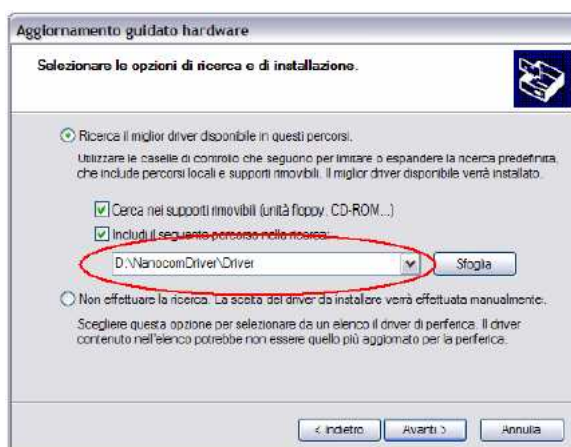 Aggiornamento guidato hardware
Selezionare le opzioni di ricerca e di installazione.
Ricerca il miglior driver disponibile in questi percorsi.
Utilizzare le caselle di controllo che seguono per limitare o espandere la ricerca predefinita,
che include percorsi locali e supporti rimovibili. Il miglior driver disponibile verrà installato.
Cerca nei supporti rimovibili (unità floppy, CD-ROM...)
Includi il seguente percorso nella ricerca:
D:\NanocomDriver\Driver
Sfoglia
Non effettuare la ricerca. La scelta del driver da installare verrà effettuata manualmente.
Scegliere questa opzione per selezionare da un elenco il driver di periferica. Il driver
contenuto nell'elenco potrebbe non essere quello più aggiornato per la periferica.
< Indietro Avanti > Annulla